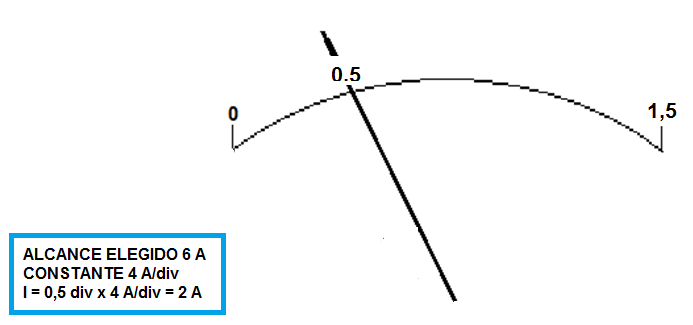 0.5
0
1,5
ALCANCE ELEGIDO 6 A
CONSTANTE 4 A/div
I = 0,5 div x 4 A/div = 2 A